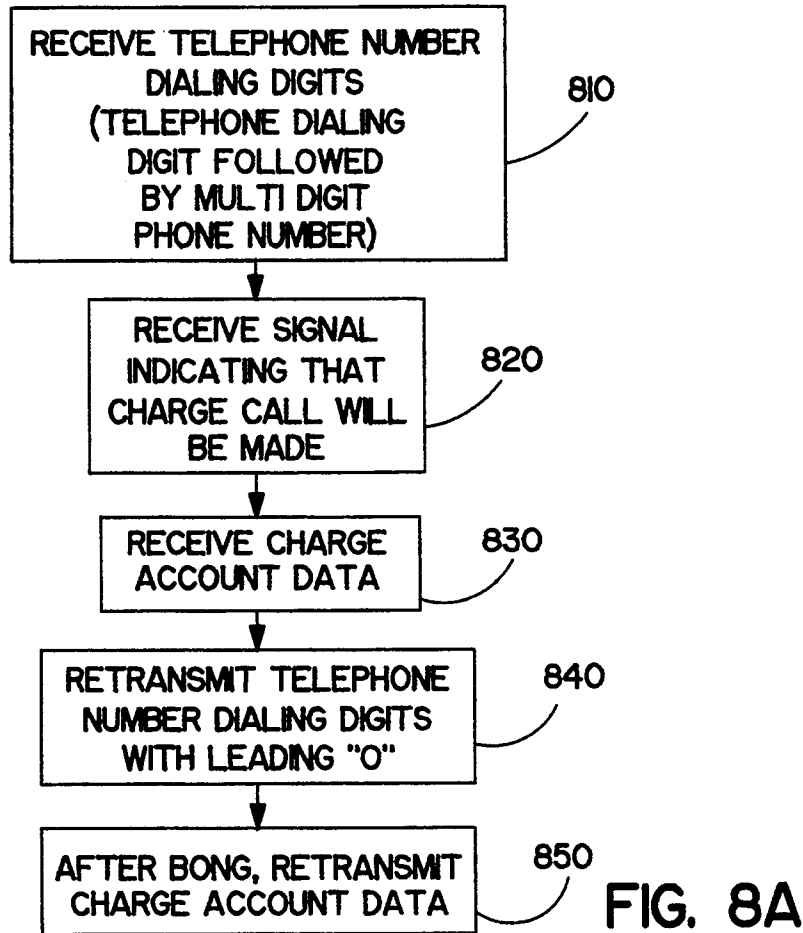 RECEIVE TELEPHONE NUMBER
DIALING DIGITS
(TELEPHONE DIALING
DIGIT FOLLOWED
BY MULTI DIGIT
PHONE NUMBER)
810
RECEIVE SIGNAL
INDICATING THAT
CHARGE CALL WILL
BE MADE
820
RECEIVE CHARGE
ACCOUNT DATA
830
RETRANSMIT TELEPHONE
NUMBER DIALING DIGITS
WITH LEADING "0"
840
AFTER BONG, RETRANSMIT
CHARGE ACCOUNT DATA
850
FIG. 8A